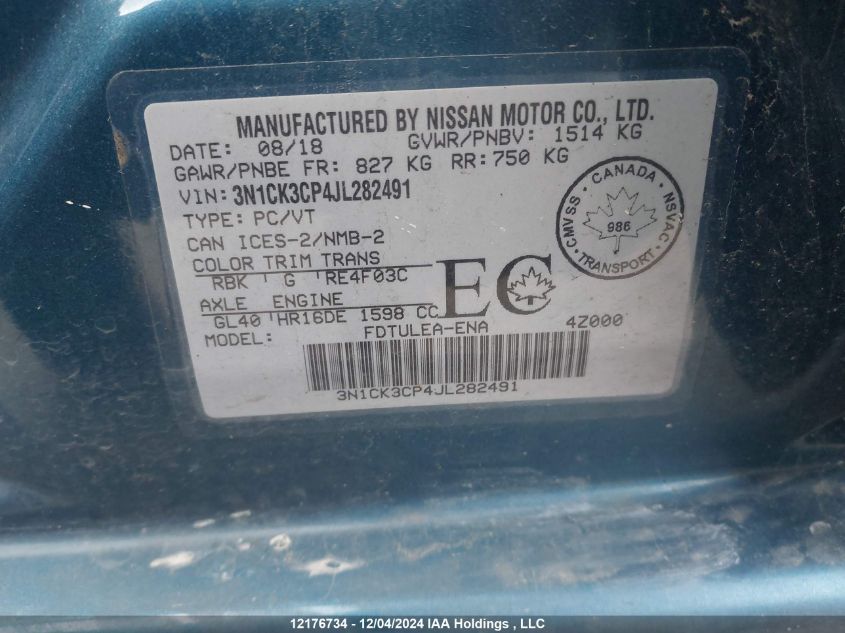 MANUFACTURED BY NISSAN MOTOR CO., LTD.
DATE: 08/18 GVWR/PNBV: 1514 KG
GAWR/PNBE FR: 827 KG RR: 750 KG
VIN: 3N1CK3CP4JL282491
TYPE: PC/VT
CAN ICES-2/NMB-2
COLOR TRIM TRANS
RBK G RE4F03C
AXLE ENGINE
GL40 HR16DE 1598 CC
MODEL: FDTULEA-ENA 4Z000
EC
CANADA
CMVSS 986 NSVAC
TRANSPORT
3N1CK3CP4JL282491
12176734 - 12/04/2024 IAA Holdings , LLC